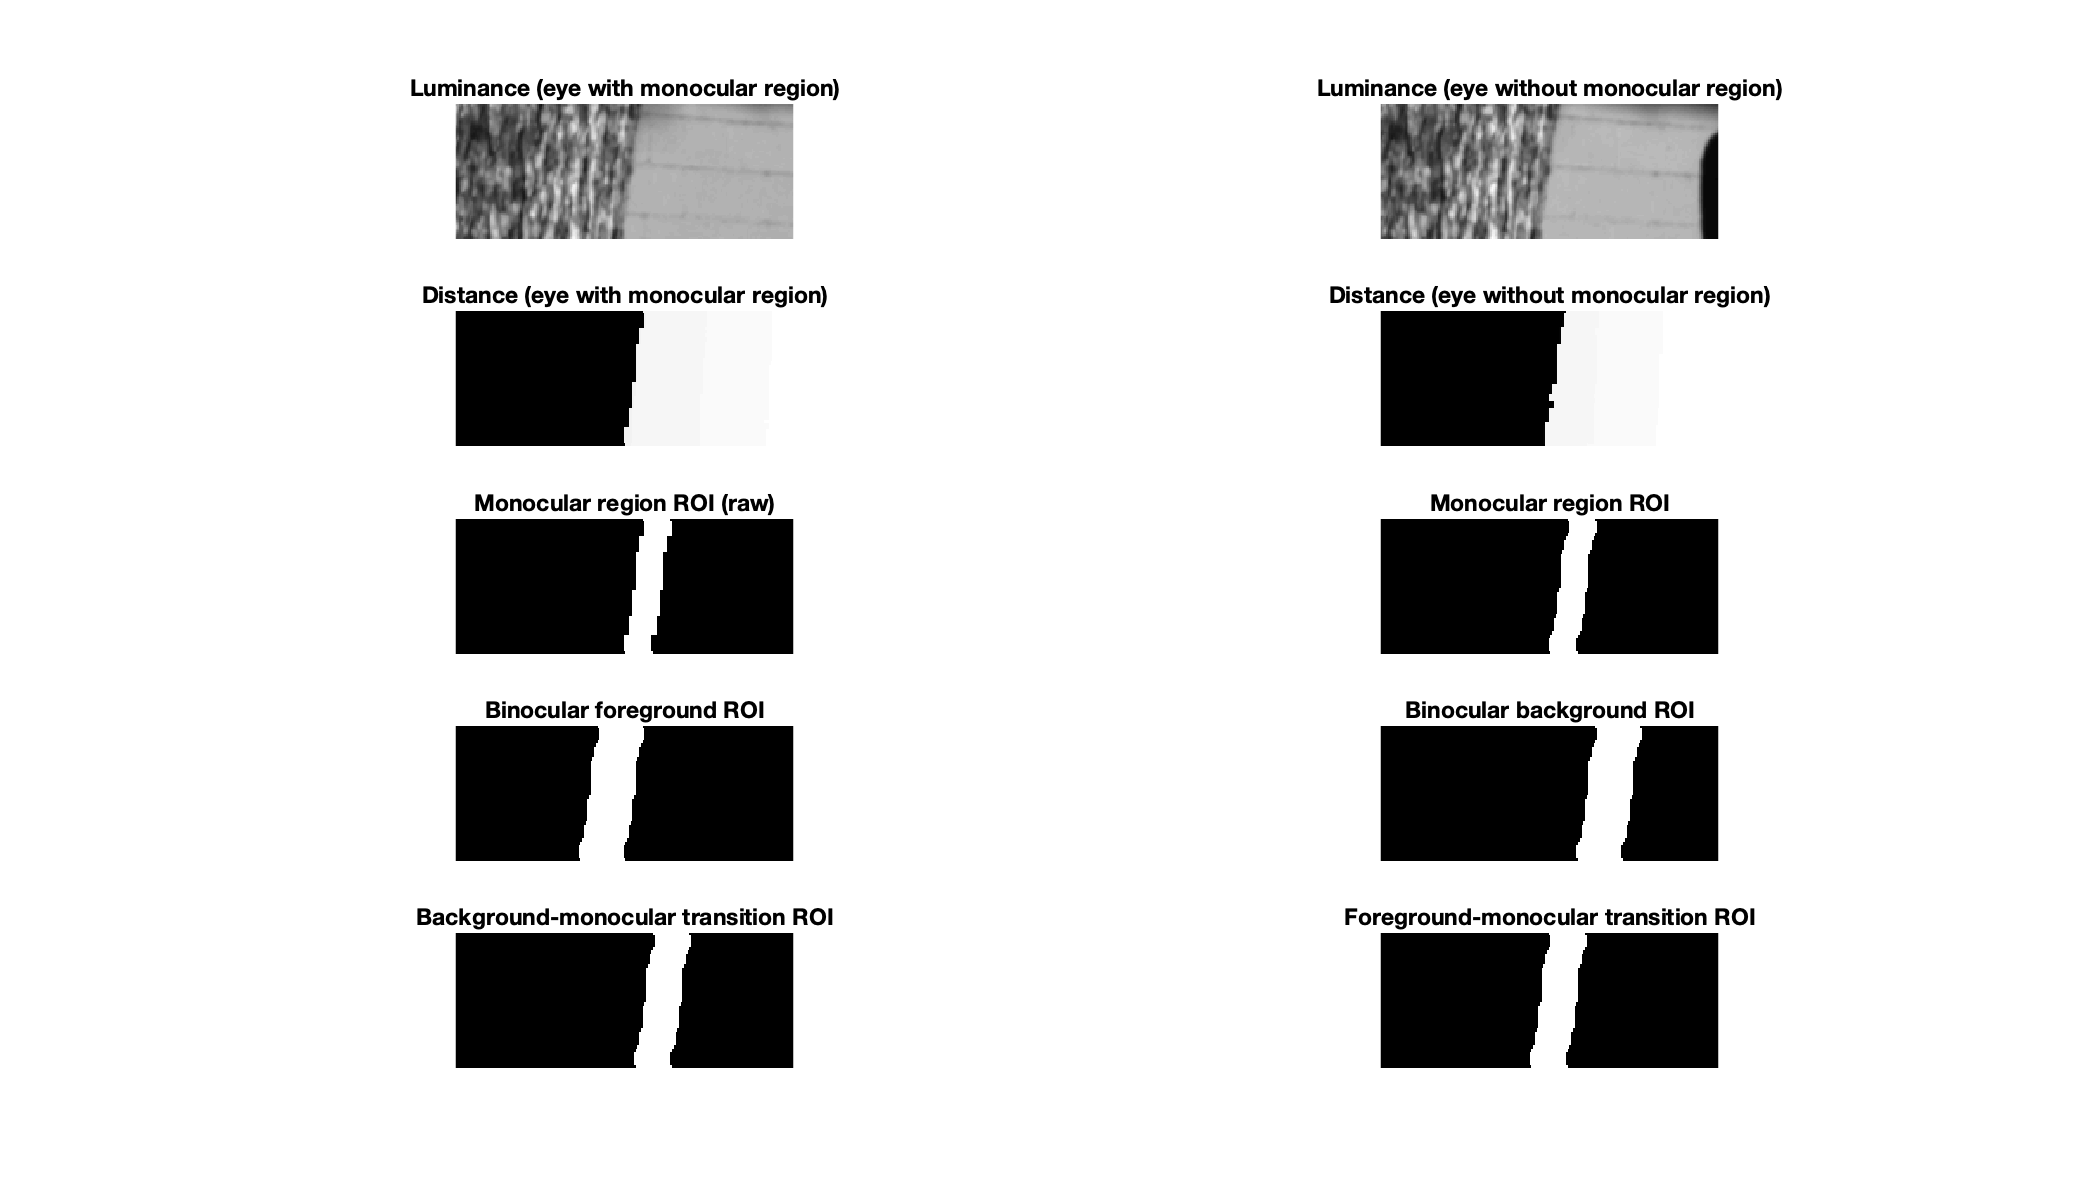 Luminance (eye with monocular region)
Luminance (eye without monocular region)
Distance (eye with monocular region)
Distance (eye without monocular region)
Monocular region ROI (raw)
Monocular region ROI
Binocular foreground ROI
Binocular background ROI
Background-monocular transition ROI
Foreground-monocular transition ROI